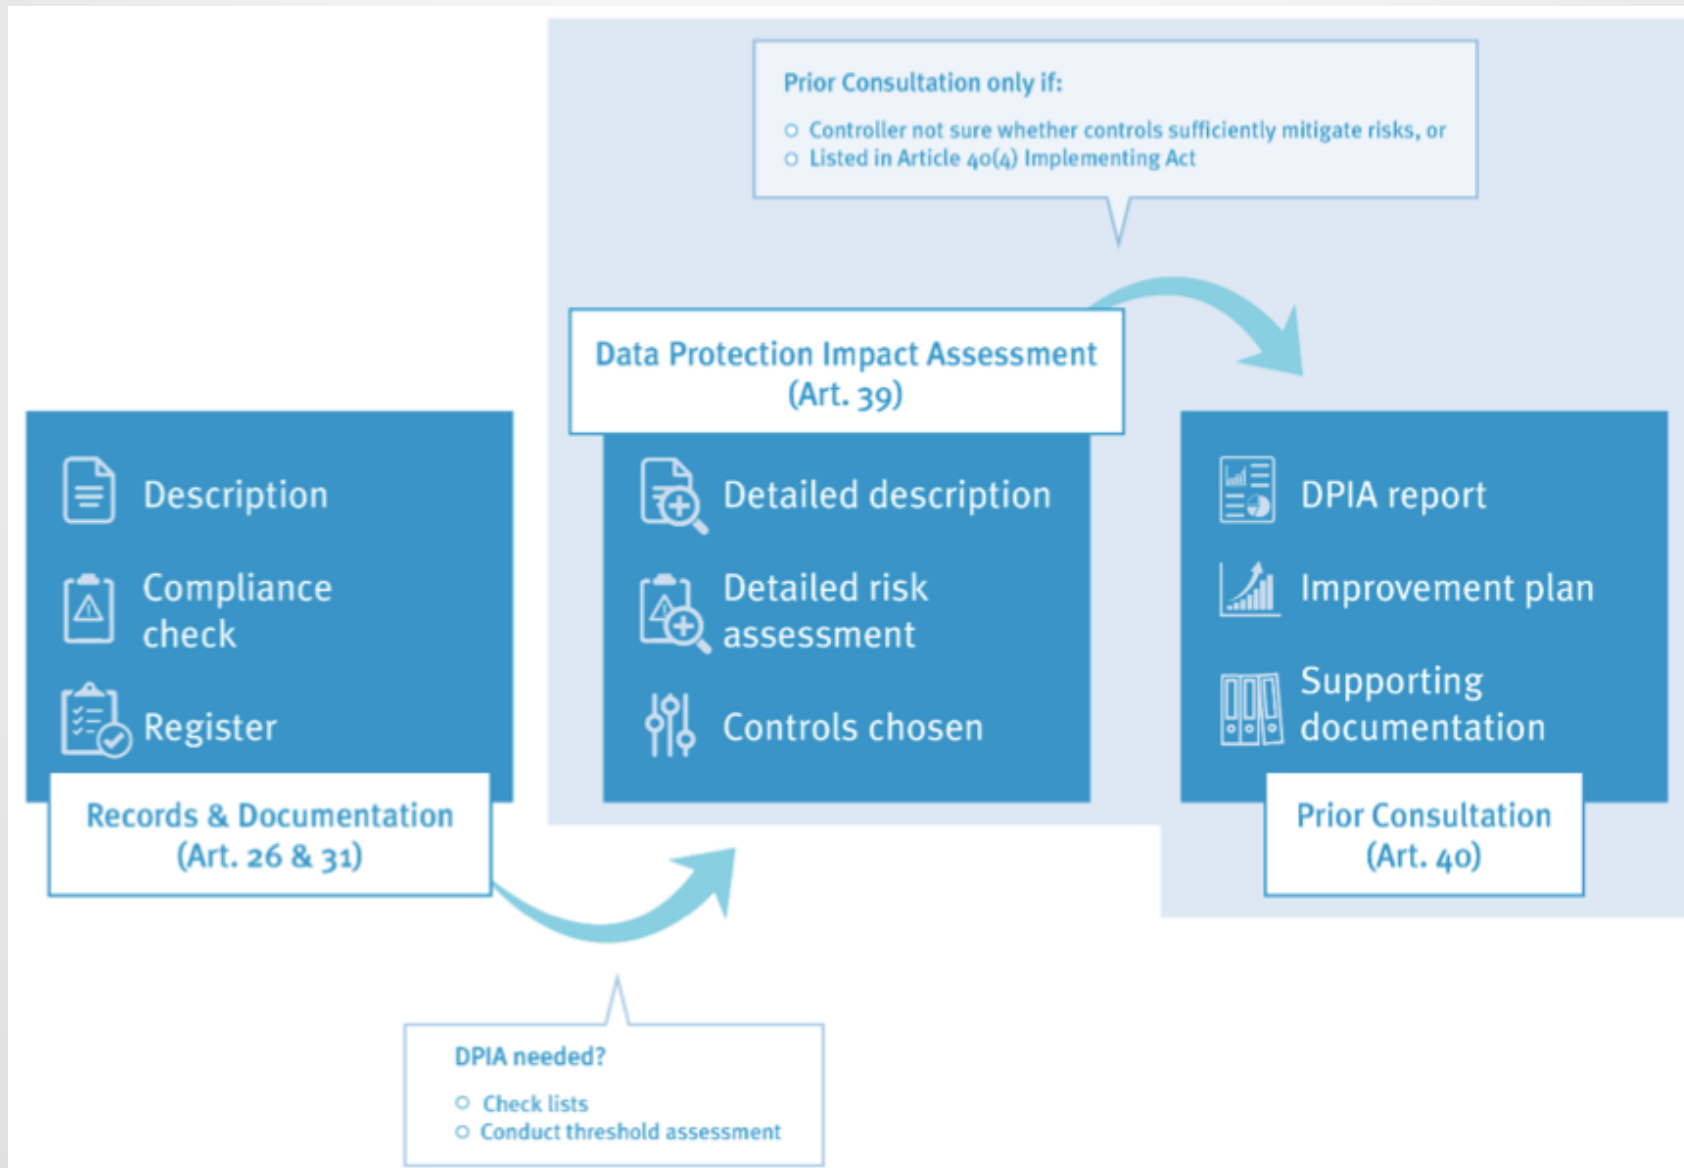 Prior Consultation only if:
Controller not sure whether controls sufficiently mitigate risks, or
Listed in Article 40(4) Implementing Act
Data Protection Impact Assessment
(Art. 39)
Description
Compliance
check
Register
Records & Documentation
(Art. 26 & 31)
Detailed description
Detailed risk
assessment
Controls chosen
DPIA report
Improvement plan
Supporting
documentation
Prior Consultation
(Art. 40)
DPIA needed?
Check lists
Conduct threshold assessment